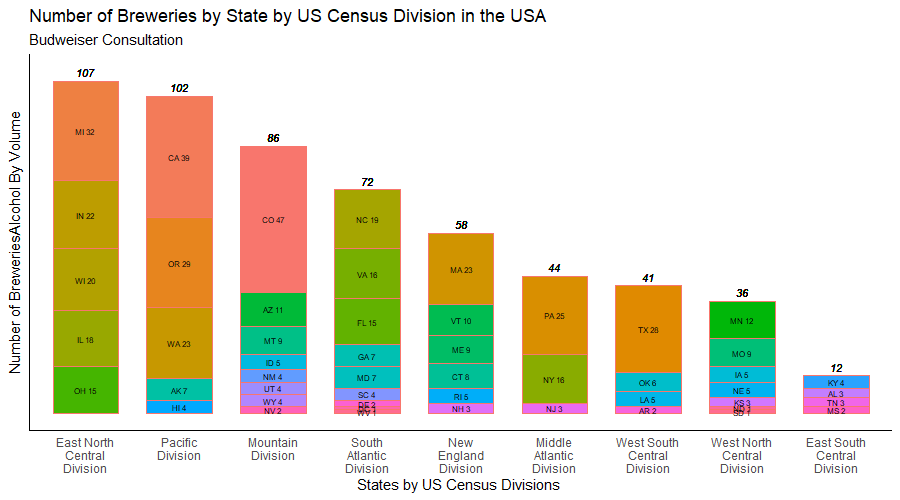 Number of Breweries by State by US Census Division in the USA
Budweiser Consultation
Number of BreweriesAlcohol By Volume
107
MI 32
IN 22
WI 20
IL 18
OH 15
102
CA 39
OR 29
WA 23
AK 7
HI 4
86
CO 47
AZ 11
MT 9
ID 5
NM 4
UT 4
WY 4
NV 2
72
NC 19
VA 16
FL 15
GA 7
MD 7
SC 4
DE 2
WV 1
58
MA 23
VT 10
ME 9
CT 8
RI 5
NH 3
44
PA 25
NY 16
NJ 3
41
TX 28
OK 6
LA 5
AR 2
36
MN 12
MO 9
IA 5
NE 5
KS 3
ND 1
SD 1
12
KY 4
AL 3
TN 3
MS 2
East North
Central
Division
Pacific
Division
Mountain
Division
South
Atlantic
Division
New
England
Division
Middle
Atlantic
Division
West South
Central
Division
West North
Central
Division
East South
Central
Division
States by US Census Divisions